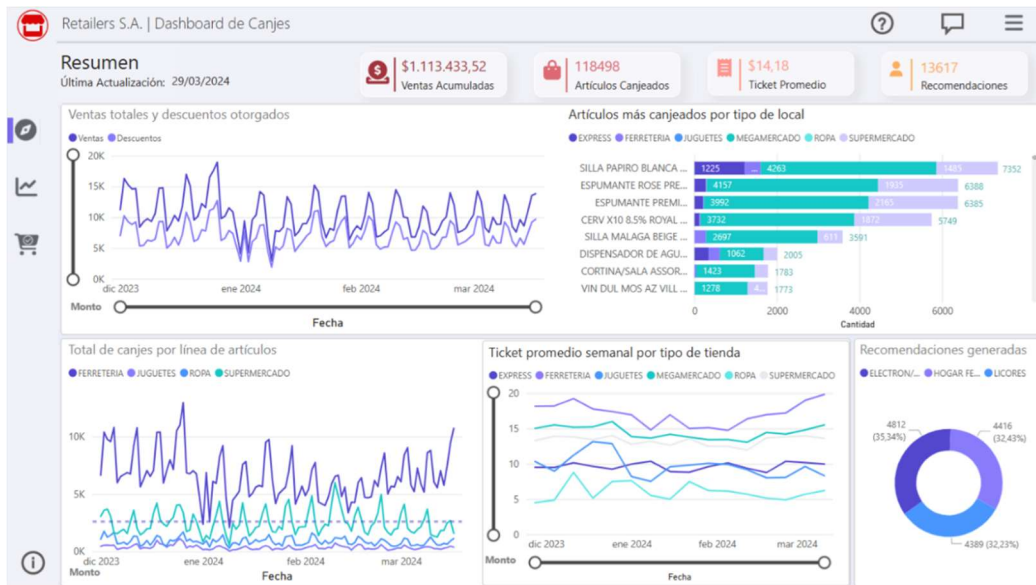 Retailers S.A. | Dashboard de Canjes
Resumen
Última Actualización: 29/03/2024
$1.113.433,52
Ventas Acumuladas
118498
Artículos Canjeados
$14,18
Ticket Promedio
13617
Recomendaciones
Ventas totales y descuentos otorgados
Ventas Descuentos
20K
15K
10K
5K
0K
dic 2023 ene 2024 feb 2024 mar 2024
Monto
Fecha
Artículos más canjeados por tipo de local
EXPRESS FERRETERIA JUGUETES MEGAMERCADO ROPA SUPERMERCADO
SILLA PAPIRO BLANCA ... 1225 ... 4263 1485 7352
ESPUMANTE ROSE PRE... 4157 1935 6388
ESPUMANTE PREMI... 3992 2165 6385
CERV X10 8.5% ROYAL ... 3732 1872 5749
SILLA MALAGA BEIGE ... 2697 611 3591
DISPENSADOR DE AGU... 1062 2005
CORTINA/SALA ASSOR... 1423 1783
VIN DUL MOS AZ VILL ... 1278 4... 1773
0 2000 4000 6000
Cantidad
Total de canjes por línea de artículos
FERRETERIA JUGUETES ROPA SUPERMERCADO
10K
5K
0K
dic 2023 ene 2024 feb 2024 mar 2024
Monto
Fecha
Ticket promedio semanal por tipo de tienda
EXPRESS FERRETERIA JUGUETES MEGAMERCADO ROPA SUPERMERCADO
20
15
10
5
0
dic 2023 ene 2024 feb 2024 mar 2024
Monto
Fecha
Recomendaciones generadas
ELECTRON/... HOGAR FE... LICORES
4812
(35,34%)
4416
(32,43%)
4389 (32,23%)